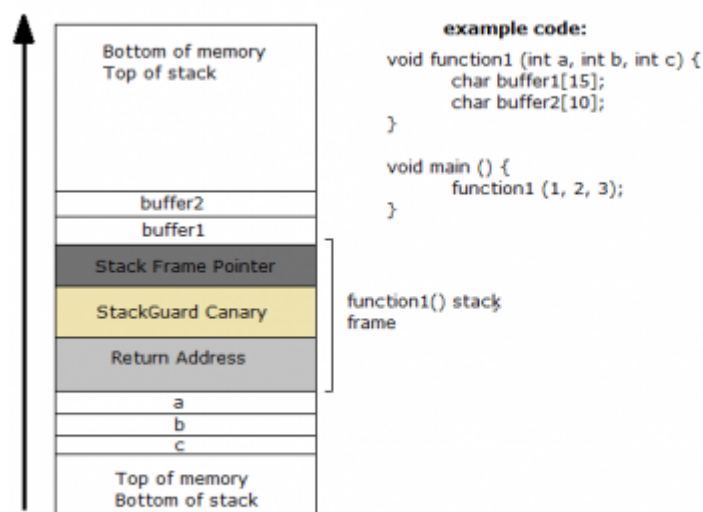 Bottom of memory
Top of stack
buffer2
buffer1
Stack Frame Pointer
StackGuard Canary
Return Address
a
b
c
Top of memory
Bottom of stack
function1() stack
frame
example code:
void function1 (int a, int b, int c) {
char buffer1[15];
char buffer2[10];
}
void main () {
function1 (1, 2, 3);
}